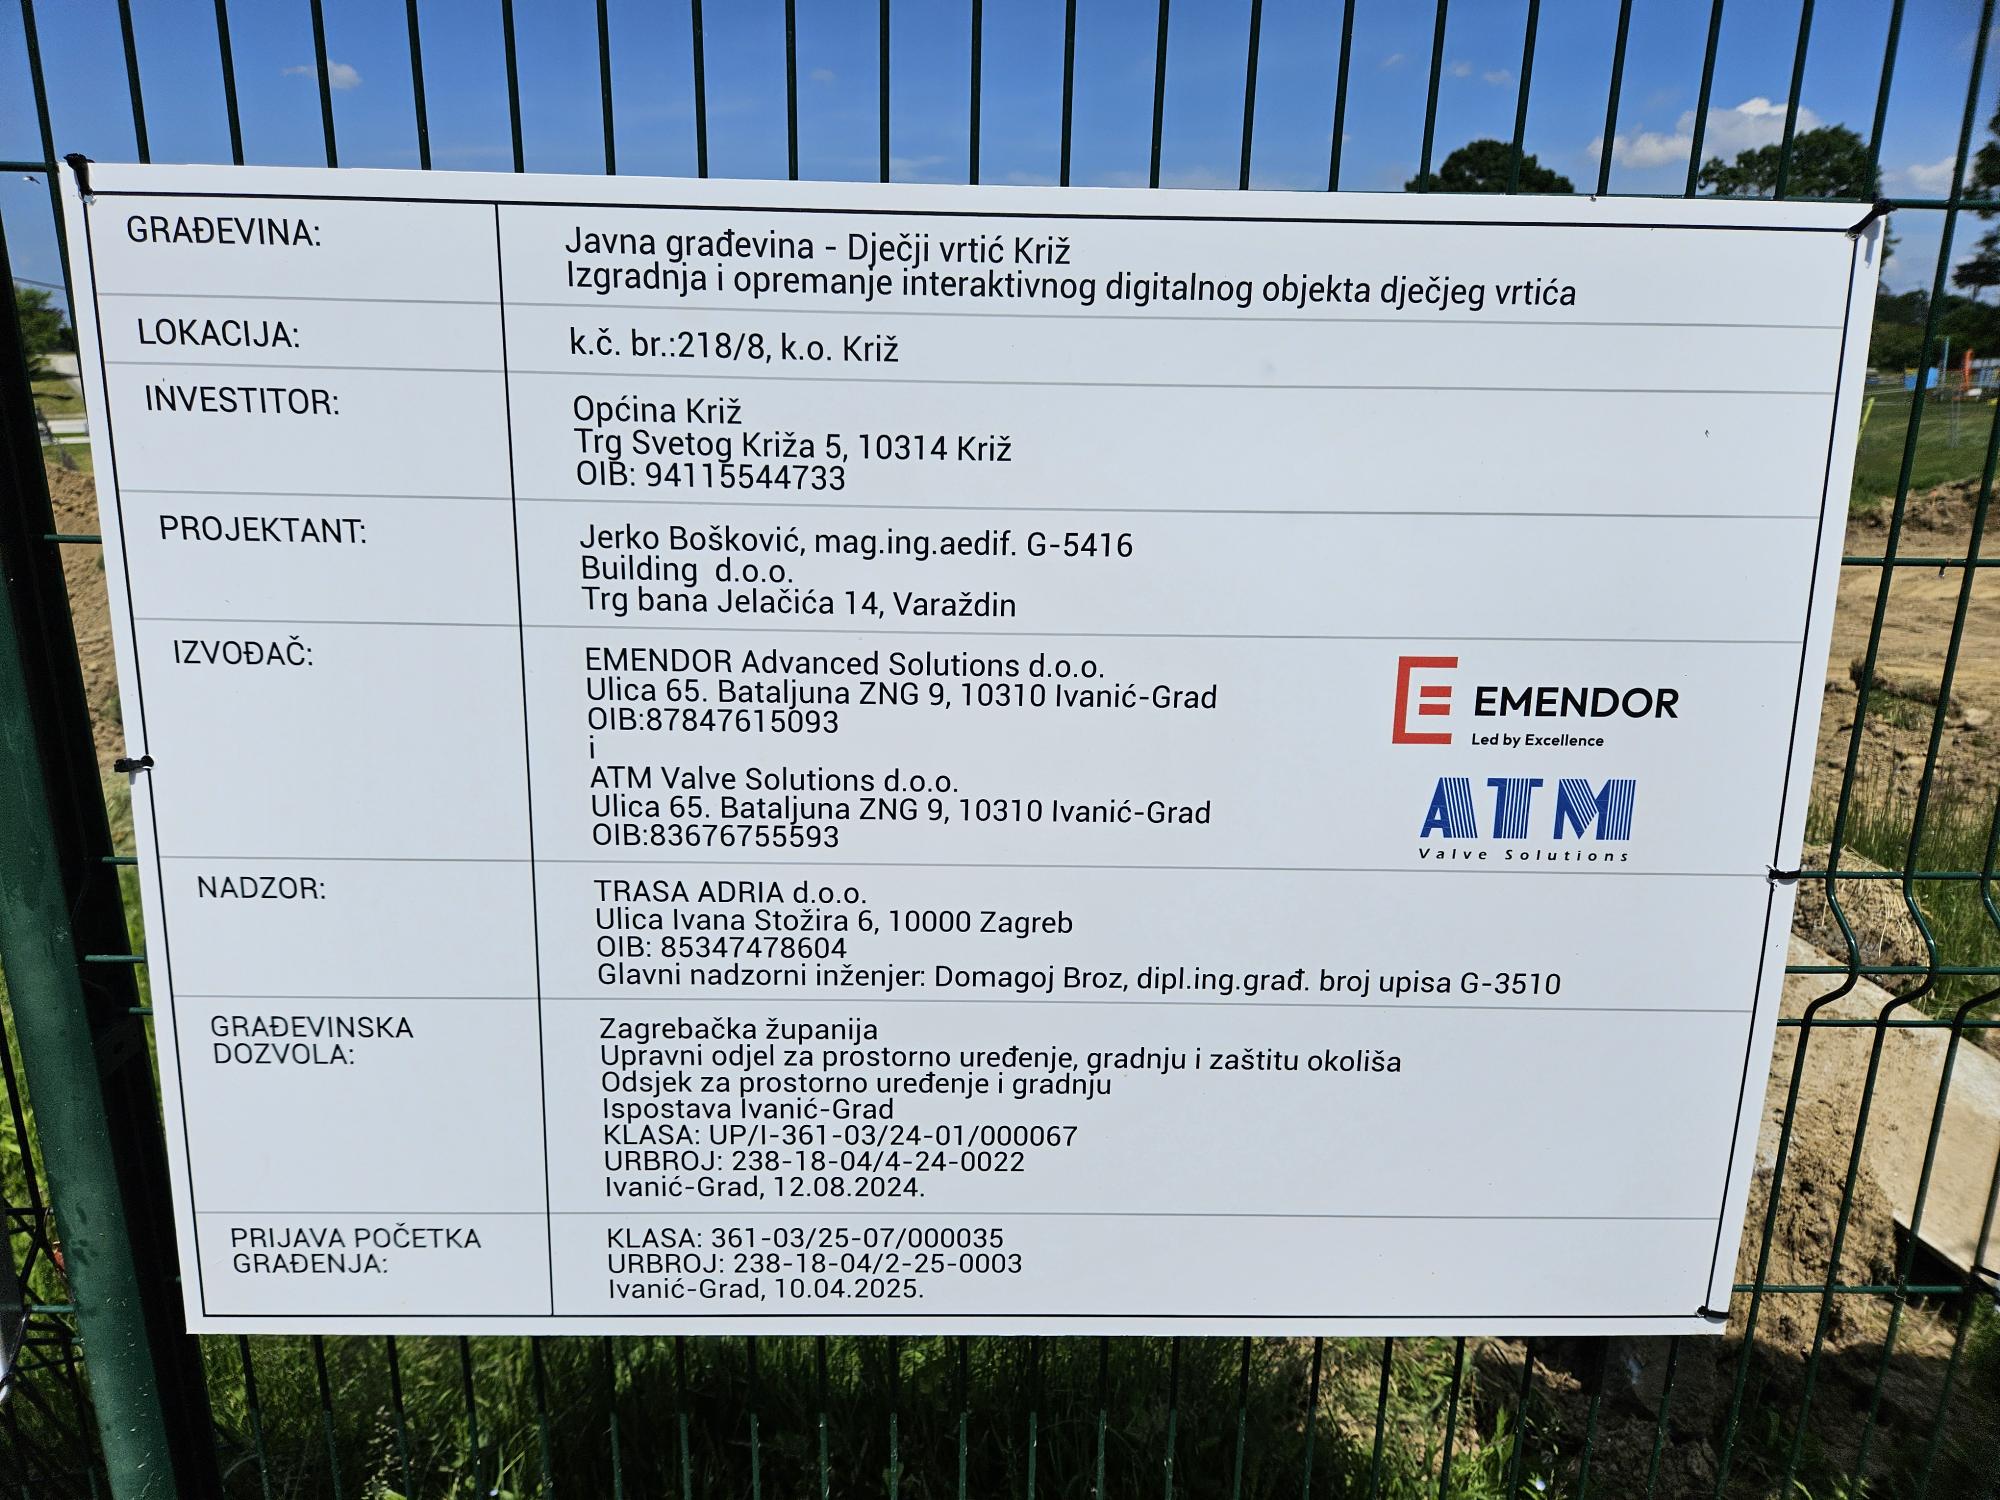 GRAĐEVINA:
Javna građevina - Dječji vrtić Križ
Izgradnja i opremanje interaktivnog digitalnog objekta dječjeg vrtića
LOKACIJA:
k.č. br.:218/8, k.o. Križ
INVESTITOR:
Općina Križ
Trg Svetog Križa 5, 10314 Križ
OIB: 94115544733
PROJEKTANT:
Jerko Bošković, mag.ing.aedif. G-5416
Building d.o.o.
Trg bana Jelačića 14, Varaždin
IZVOĐAČ:
EMENDOR Advanced Solutions d.o.o.
Ulica 65. Bataljuna ZNG 9, 10310 Ivanić-Grad
OIB:87847615093
i
ATM Valve Solutions d.o.o.
Ulica 65. Bataljuna ZNG 9, 10310 Ivanić-Grad
OIB:83676755593
EMENDOR
Led by Excellence
ATM
Valve Solutions
NADZOR:
TRASA ADRIA d.o.o.
Ulica Ivana Stožira 6, 10000 Zagreb
OIB: 85347478604
Glavni nadzorni inženjer: Domagoj Broz, dipl.ing.građ. broj upisa G-3510
GRAĐEVINSKA
DOZVOLA:
Zagrebačka županija
Upravni odjel za prostorno uređenje, gradnju i zaštitu okoliša
Odsjek za prostorno uređenje i gradnju
Ispostava Ivanić-Grad
KLASA: UP/I-361-03/24-01/000067
URBROJ: 238-18-04/4-24-0022
Ivanić-Grad, 12.08.2024.
PRIJAVA POČETKA
GRAĐENJA:
KLASA: 361-03/25-07/000035
URBROJ: 238-18-04/2-25-0003
Ivanić-Grad, 10.04.2025.